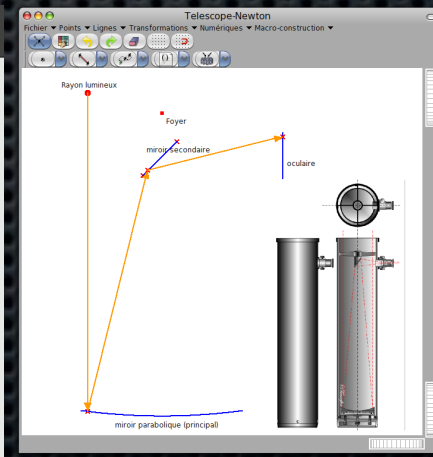 Telescope-Newton
Fichier Points Lignes Transformations Numériques Macro-construction
Rayon lumineux
Foyer
miroir secondaire
oculaire
miroir parabolique (principal)